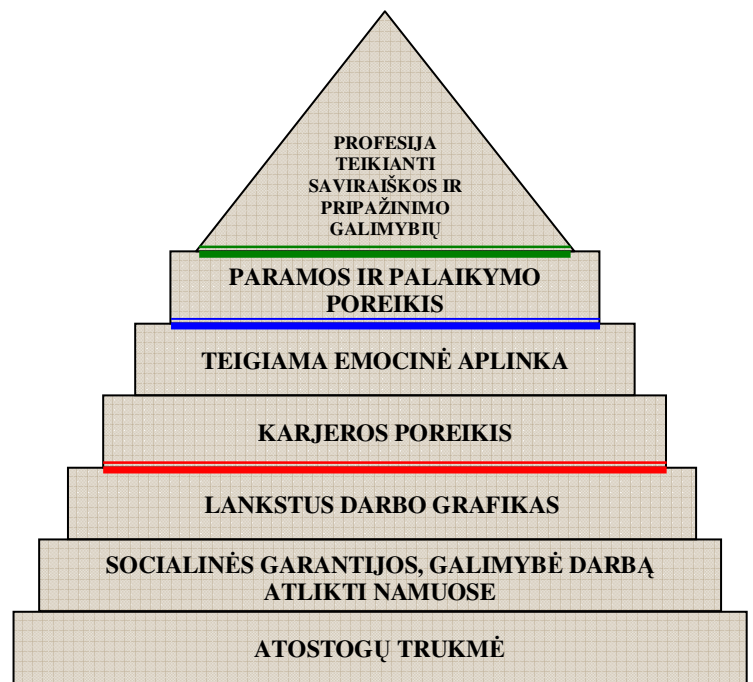 PROFESIJA
TEIKIANTI
SAVIRAIŠKOS IR
PRIPAŽINIMO
GALIMYBIŲ
PARAMOS IR PALAIKYMO
POREIKIS
TEIGIAMA EMOCINĖ APLINKA
KARJEROS POREIKIS
LANKSTUS DARBO GRAFIKAS
SOCIALINĖS GARANTIJOS, GALIMYBĖ DARBĄ
ATLIKTI NAMUOSE
ATOSTOGŲ TRUKMĖ